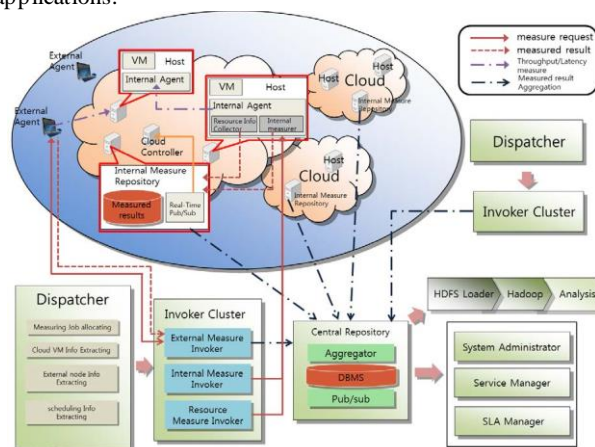 applications.
measure request
measured result
Throughput/Latency
measure
Measured result
Aggregation
External
Agent
VM
Host
Internal Agent
VM
Host
Internal Agent
Resource Info
Collector
Internal
measurer
Host
Cloud
Host
Internal Measure
Repository
External
Agent
Cloud
Controller
Host
Cloud
Internal Measure
Repository
Internal Measure
Repository
Measured
results
Real-Time
Pub/Sub
Dispatcher
Invoker Cluster
Dispatcher
Measuring Job allocating
Cloud VM Info Extracting
External node Info
Extracting
scheduling Info
Extracting
Invoker Cluster
External Measure
Invoker
Internal Measure
Invoker
Resource
Measure Invoker
Central Repository
Aggregator
DBMS
Pub/sub
HDFS Loader
Hadoop
Analysis
System Administrator
Service Manager
SLA Manager